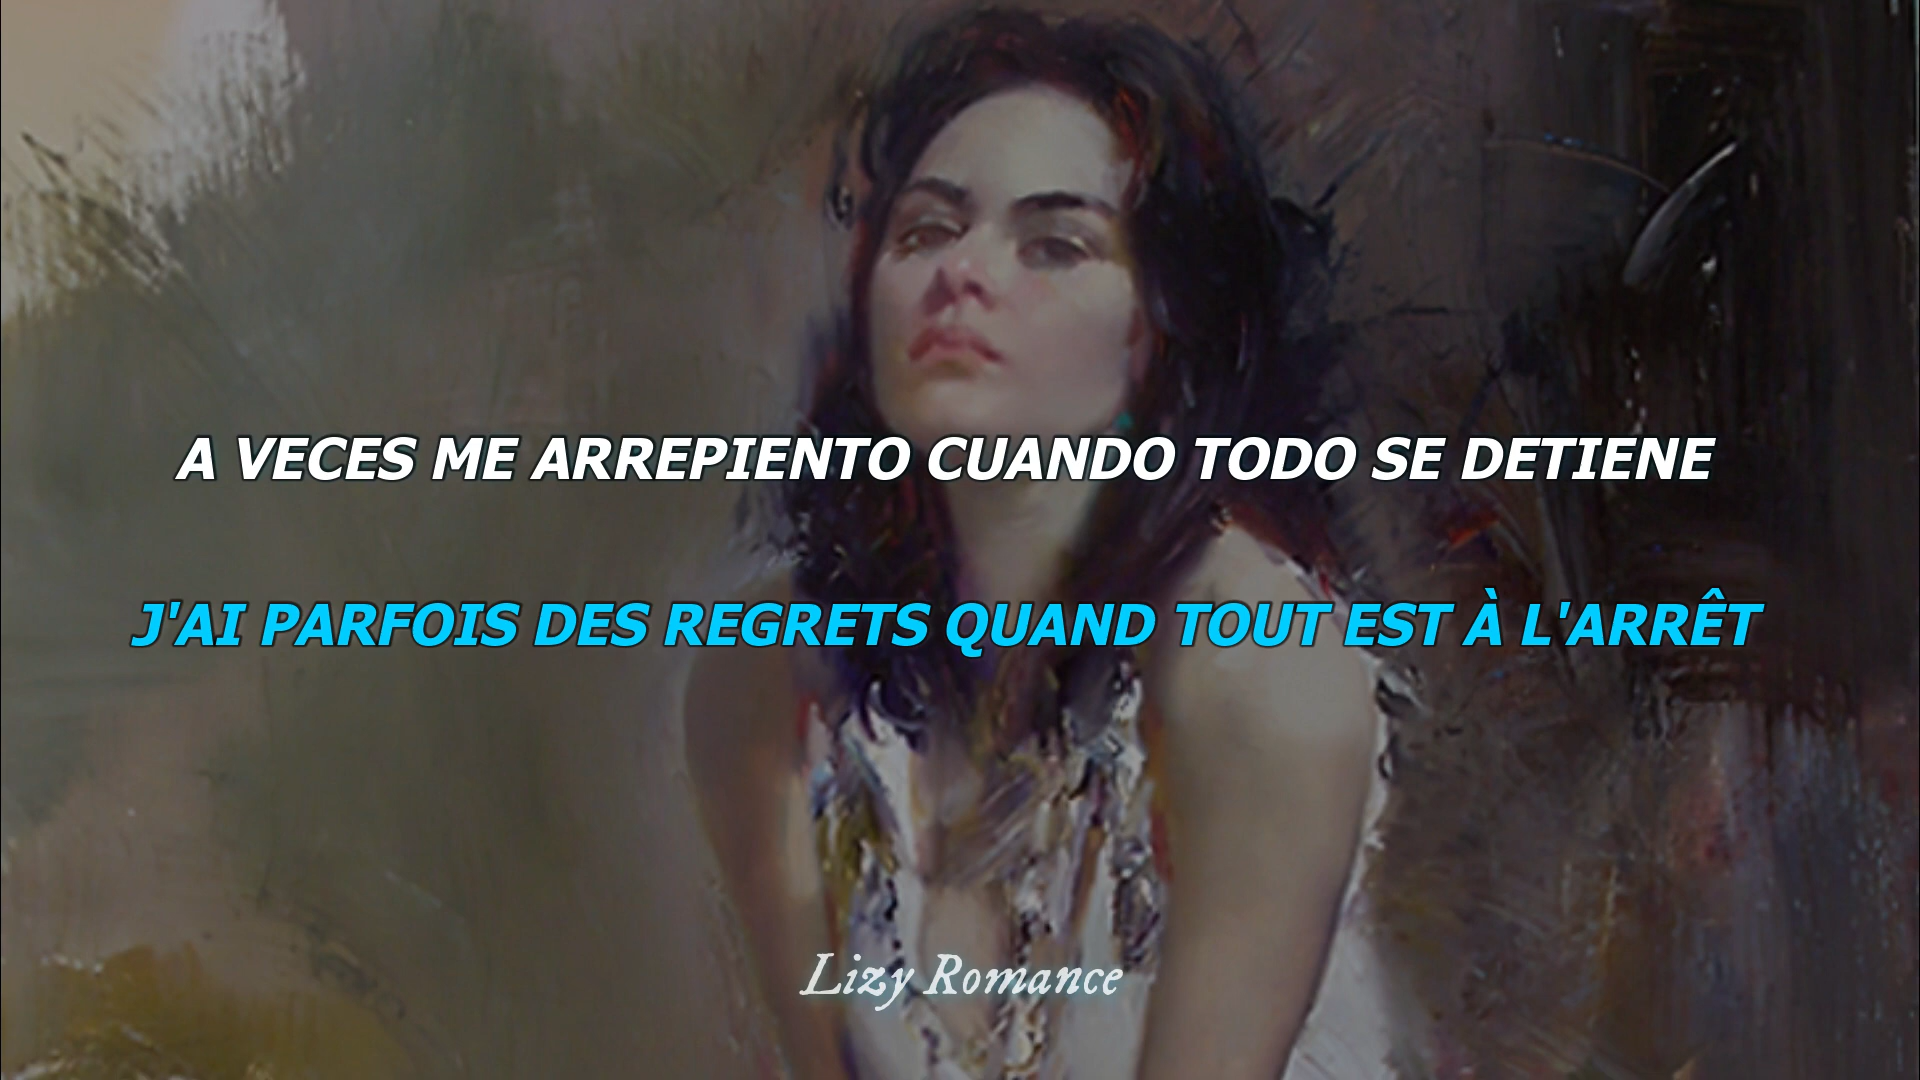 A VECES ME ARREPIENTO CUANDO TODO SE DETIENE
J'AI PARFOIS DES REGRETS QUAND TOUT EST À L'ARRÊT
Lizy Romance